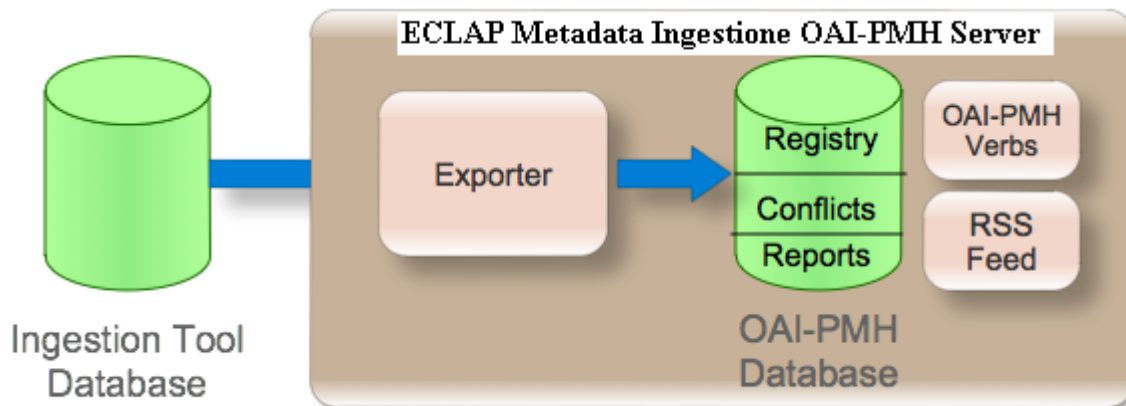 ECLAP Metadata Ingestione OAI-PMH Server
Ingestion Tool
Database
Exporter
Registry
Conflicts
Reports
OAI-PMH
Database
OAI-PMH
Verbs
RSS
Feed